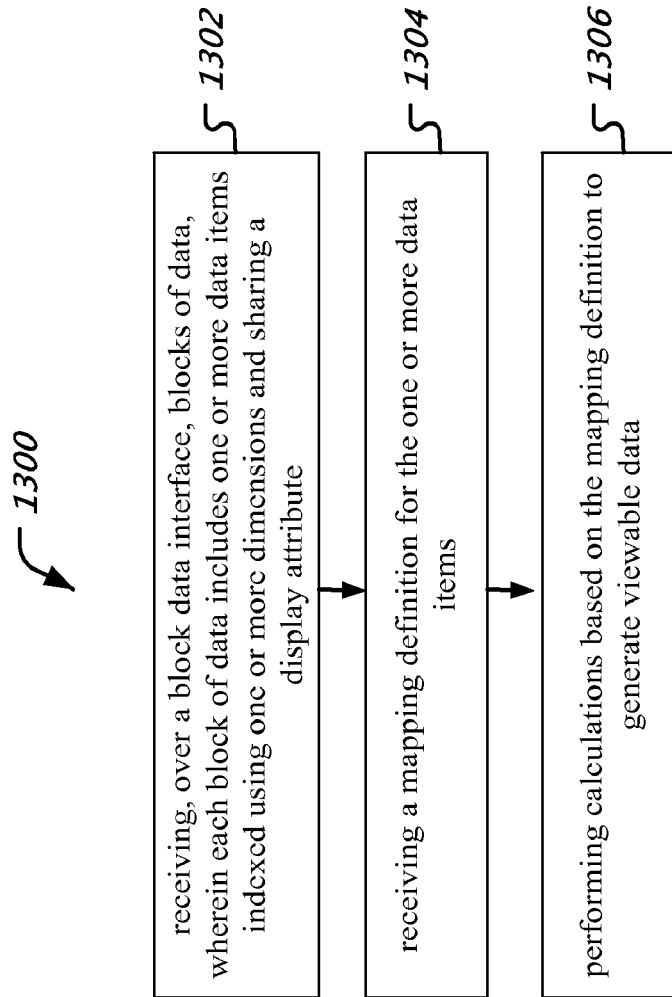 1300
receiving, over a block data interface, blocks of data,
wherein each block of data includes one or more data items
indexed using one or more dimensions and sharing a
display attribute
1302
receiving a mapping definition for the one or more data
items
1304
performing calculations based on the mapping definition to
generate viewable data
1306